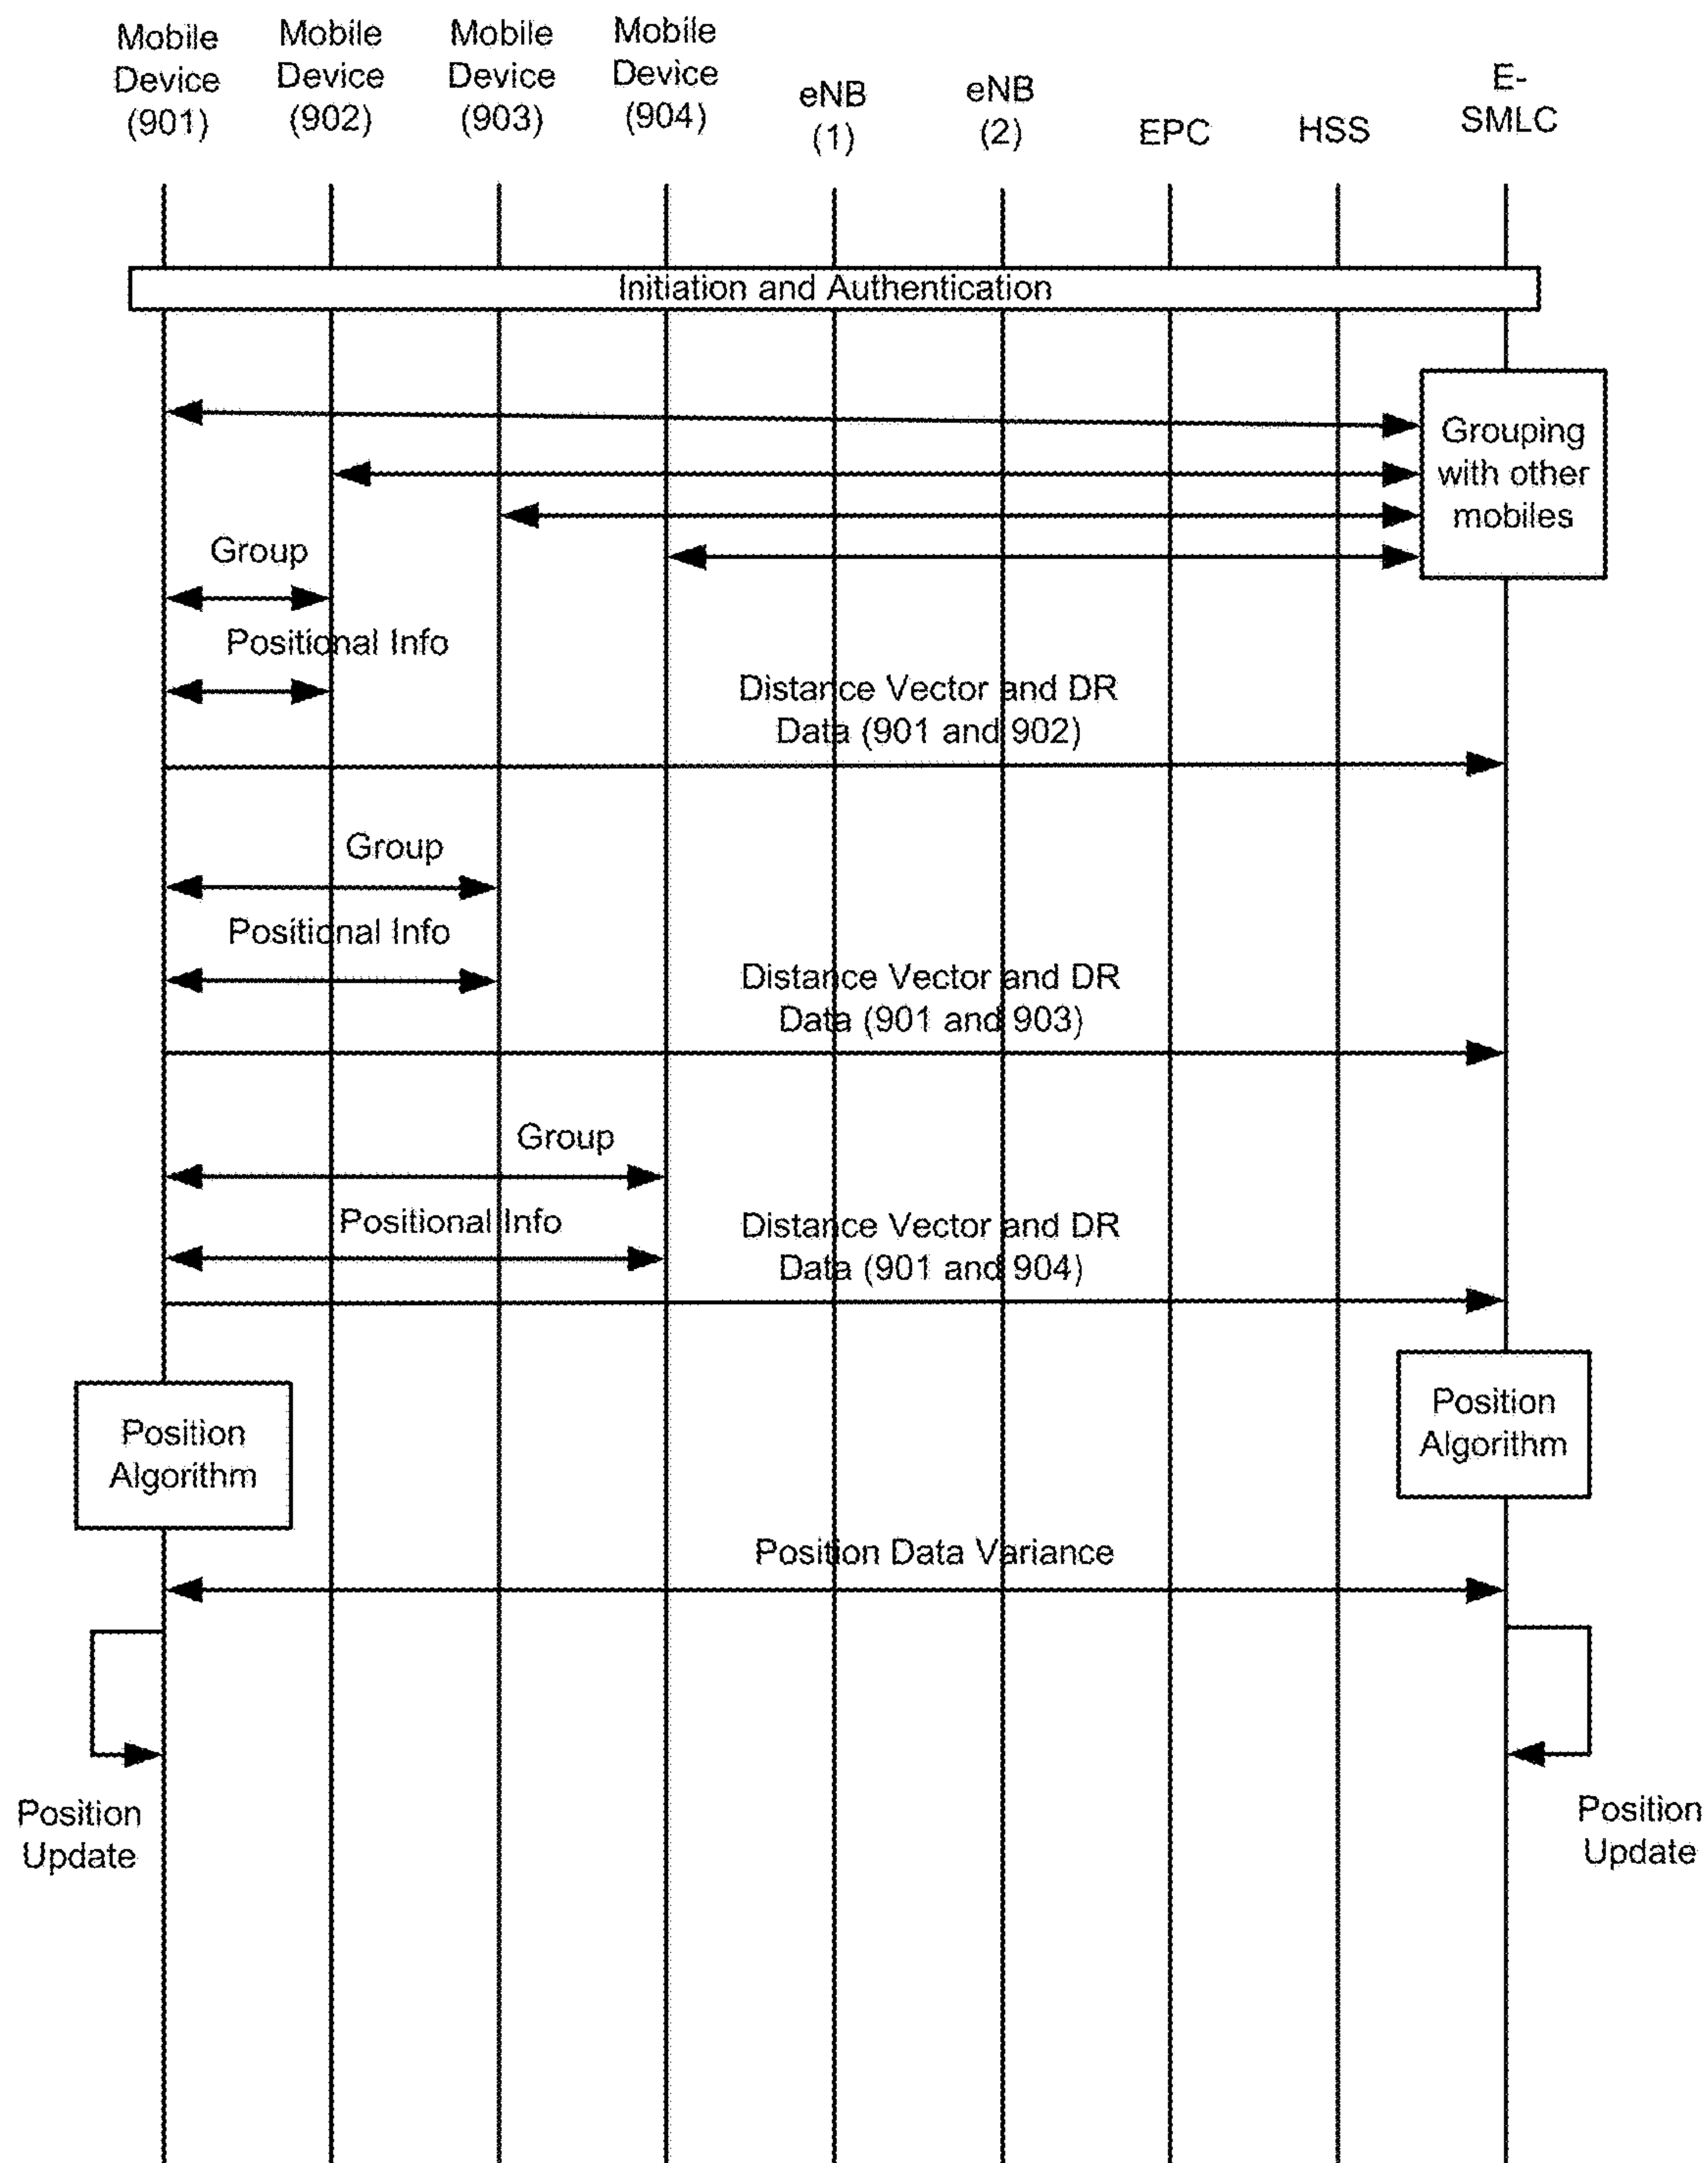 Mobile
Device
(901)
Mobile
Device
(902)
Mobile
Device
(903)
Mobile
Device
(904)
eNB
(1)
eNB
(2)
EPC
HSS
E-
SMLC
Initiation and Authentication
Grouping
with other
mobiles
Group
Positional Info
Distance Vector and DR
Data (901 and 902)
Group
Positional Info
Distance Vector and DR
Data (901 and 903)
Group
Positional Info
Distance Vector and DR
Data (901 and 904)
Position
Algorithm
Position
Algorithm
Position Data Variance
Position
Update
Position
Update